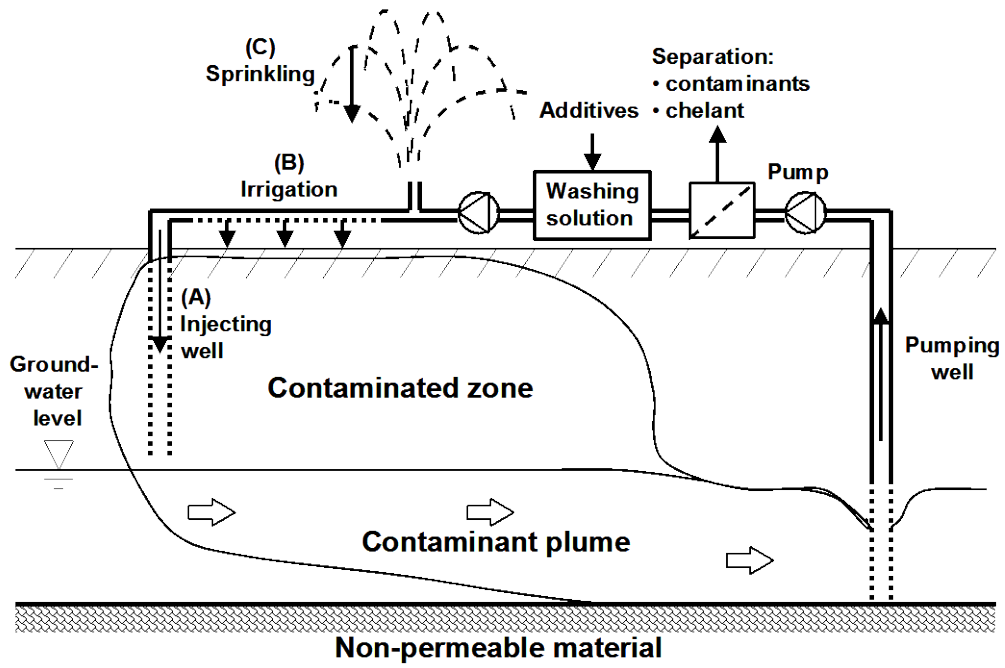 (C)
Sprinkling
Separation:
• contaminants
• chelant
Additives
(B)
Irrigation
Washing
solution
Pump
(A)
Injecting
well
Ground-
water
level
Contaminated zone
Pumping
well
Contaminant plume
Non-permeable material